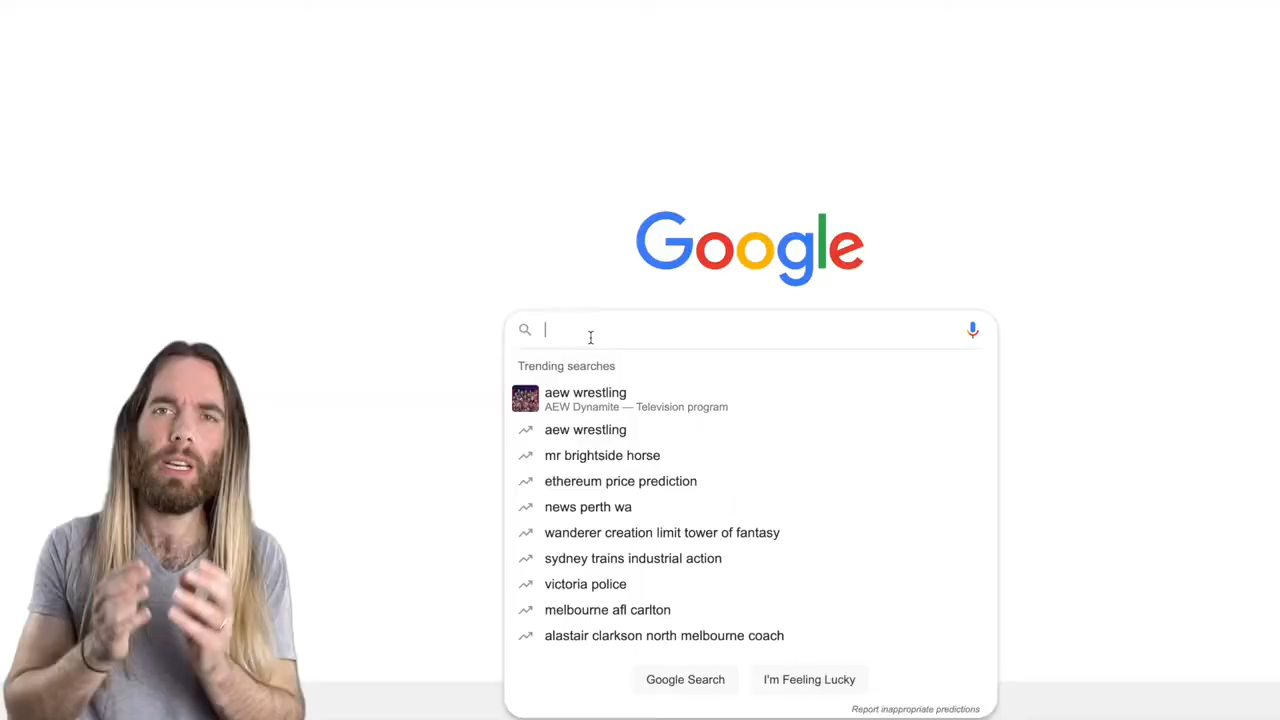 Google
Trending searches
aew wrestling
AEW Dynamite — Television program
aew wrestling
mr brightside horse
ethereum price prediction
news perth wa
wanderer creation limit tower of fantasy
sydney trains industrial action
victoria police
melbourne afl carlton
alastair clarkson north melbourne coach
Google Search I'm Feeling Lucky
Report inappropriate predictions